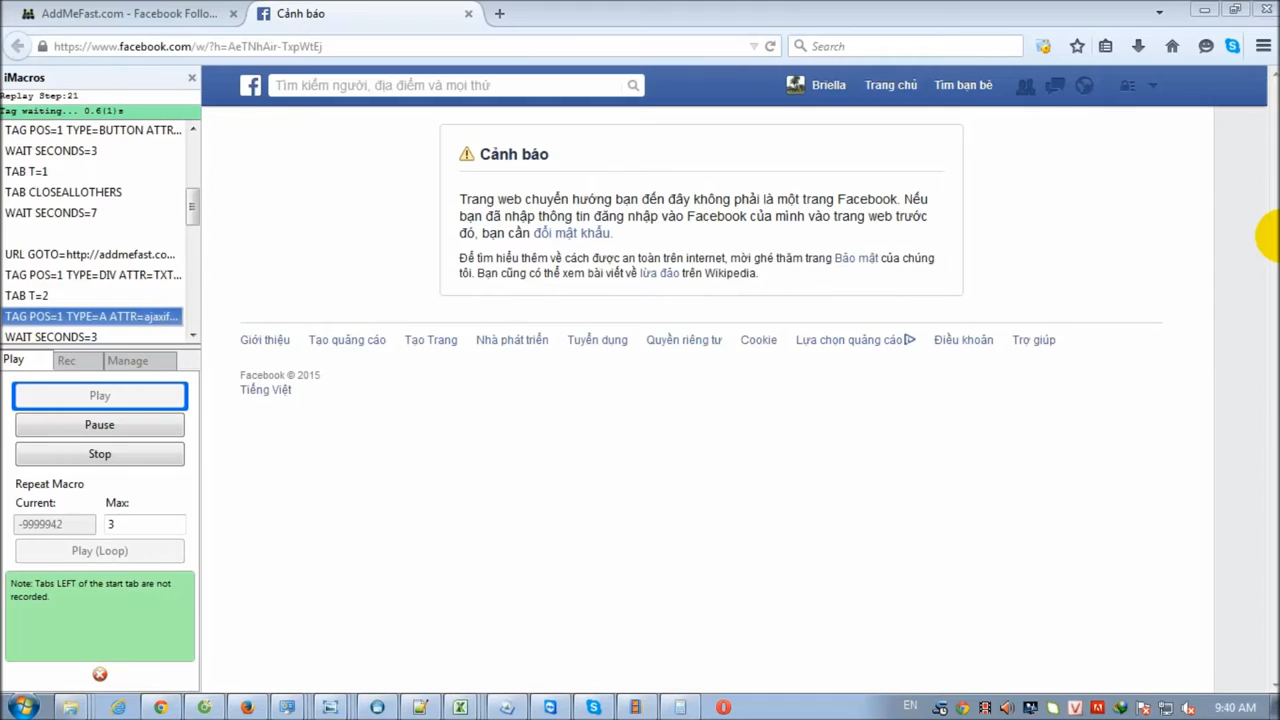 AddMeFast.com - Facebook Follo...
Cảnh báo
https://www.facebook.com/w/?h=AeTNhAir-TxpWtEj
Search
iMacros
Replay Step:21
Tag waiting... 0.6(1)s
TAG POS=1 TYPE=BUTTON ATTR...
WAIT SECONDS=3
TAB T=1
TAB CLOSEALLOTHERS
WAIT SECONDS=7
URL GOTO=http://addmefast.co...
TAG POS=1 TYPE=DIV ATTR=TXT...
TAB T=2
TAG POS=1 TYPE=A ATTR=ajaxif...
WAIT SECONDS=3
Play
Rec
Manage
Play
Pause
Stop
Repeat Macro
Current:
Max:
-9999942
3
Play (Loop)
Note: Tabs LEFT of the start tab are not
recorded.
Tìm kiếm người, địa điểm và mọi thứ
Briella
Trang chủ
Tìm bạn bè
Cảnh báo
Trang web chuyển hướng bạn đến đây không phải là một trang Facebook. Nếu
bạn đã nhập thông tin đăng nhập vào Facebook của mình vào trang web trước
đó, bạn cần đổi mật khẩu.
Để tìm hiểu thêm về cách được an toàn trên internet, mời ghé thăm trang Bảo mật của chúng
tôi. Bạn cũng có thể xem bài viết về lừa đảo trên Wikipedia.
Giới thiệu
Tạo quảng cáo
Tạo Trang
Nhà phát triển
Tuyển dụng
Quyền riêng tư
Cookie
Lựa chọn quảng cáo
Điều khoản
Trợ giúp
Facebook © 2015
Tiếng Việt
EN
9:40 AM